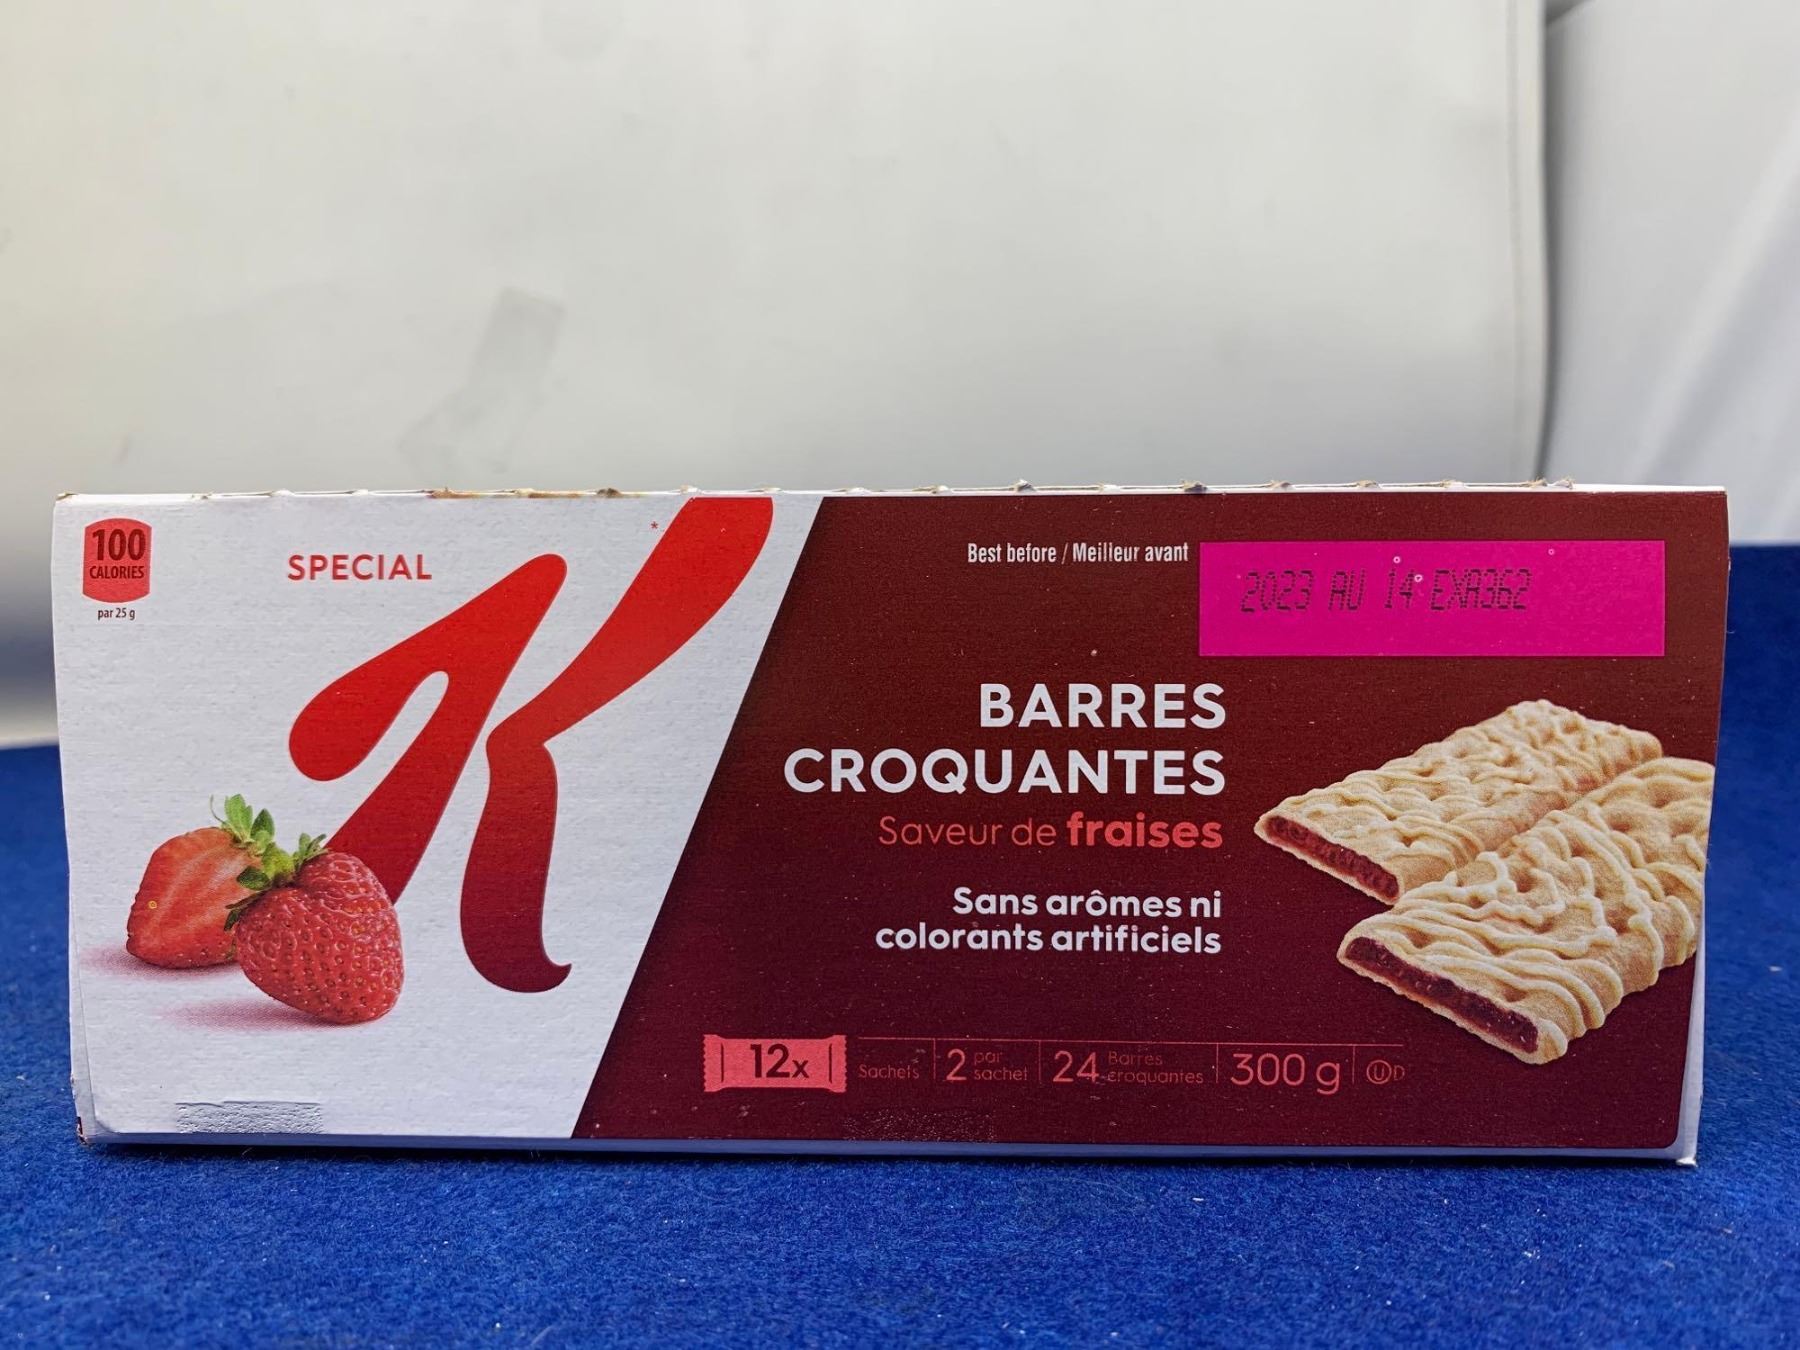 100
CALORIES
par 25 g
SPECIAL
K
*
Best before / Meilleur avant
2023 AU 14 EXA362
BARRES
CROQUANTES
Saveur de fraises
Sans arômes ni
colorants artificiels
12x
Sachets
2 par
sachet
24 Barres
croquantes
300 g
U D